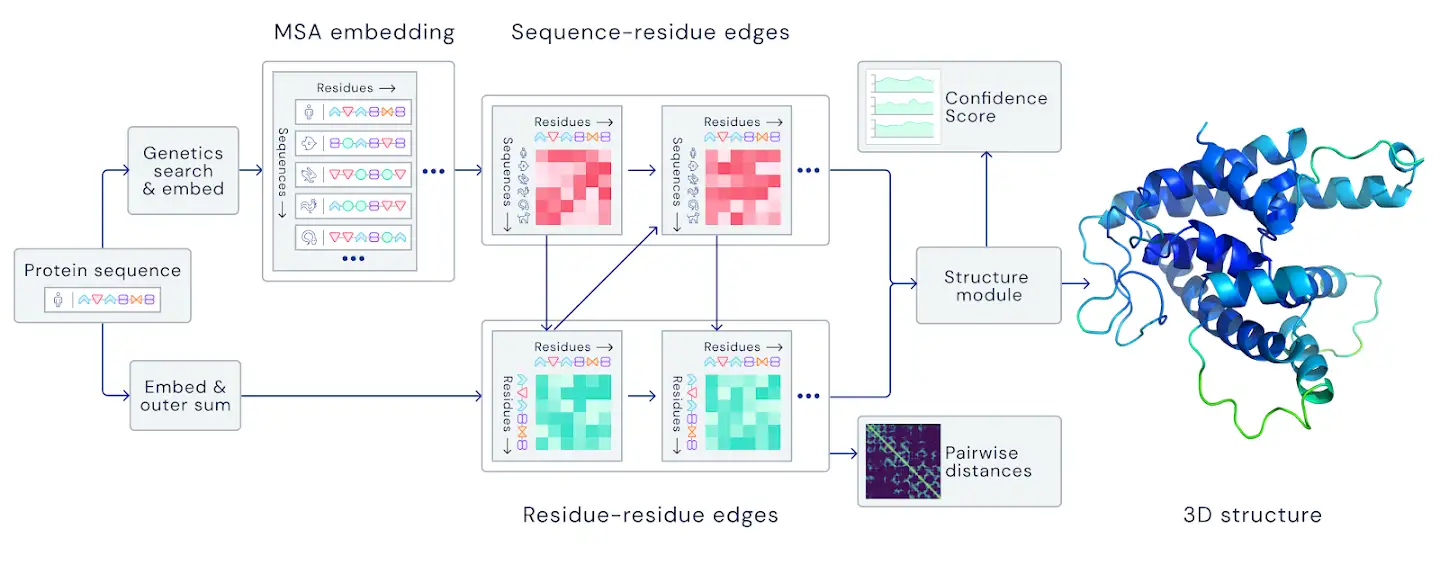 MSA embedding
Sequence-residue edges
Residues →
Sequences →
Genetics
search
& embed
Protein sequence
Embed &
outer sum
Residues →
Sequences →
Residues →
Sequences →
Confidence
Score
Structure
module
Residues →
Residues →
Residues →
Residues →
Pairwise
distances
Residue-residue edges
3D structure